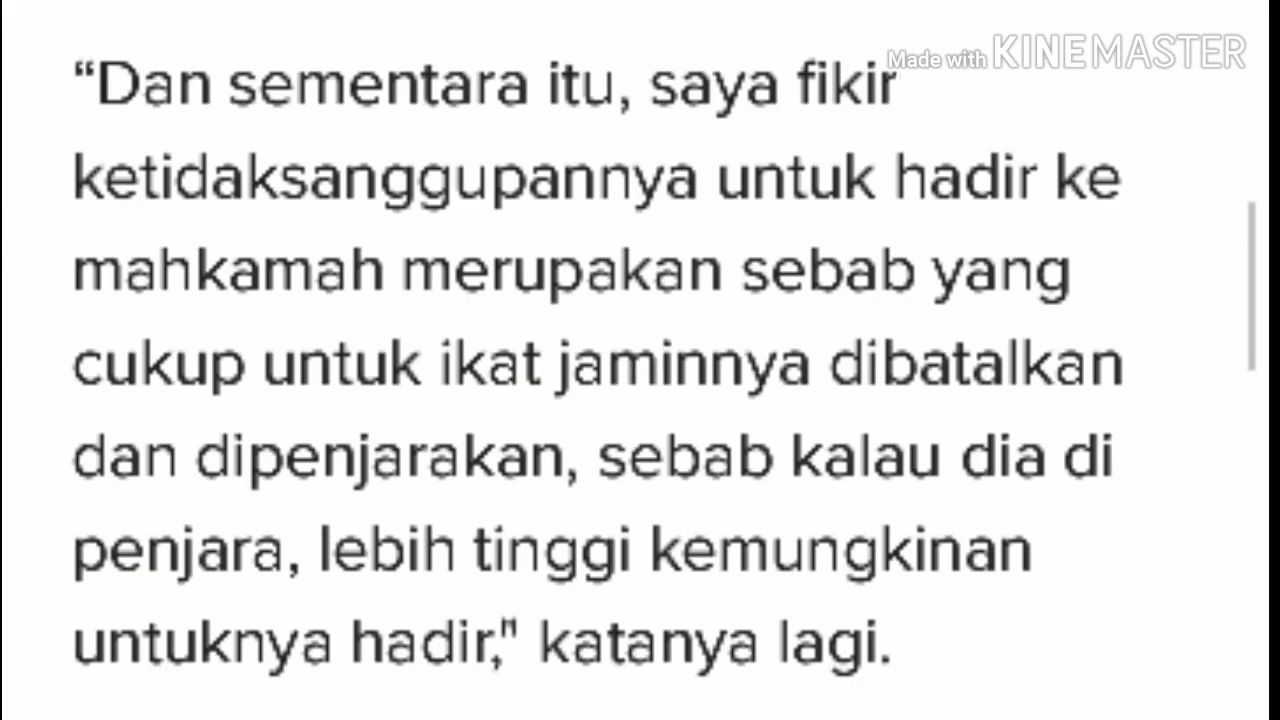 Made with KINEMASTER
“Dan sementara itu, saya fikir
ketidaksanggupannya untuk hadir ke
mahkamah merupakan sebab yang
cukup untuk ikat jaminnya dibatalkan
dan dipenjarakan, sebab kalau dia di
penjara, lebih tinggi kemungkinan
untuknya hadir," katanya lagi.